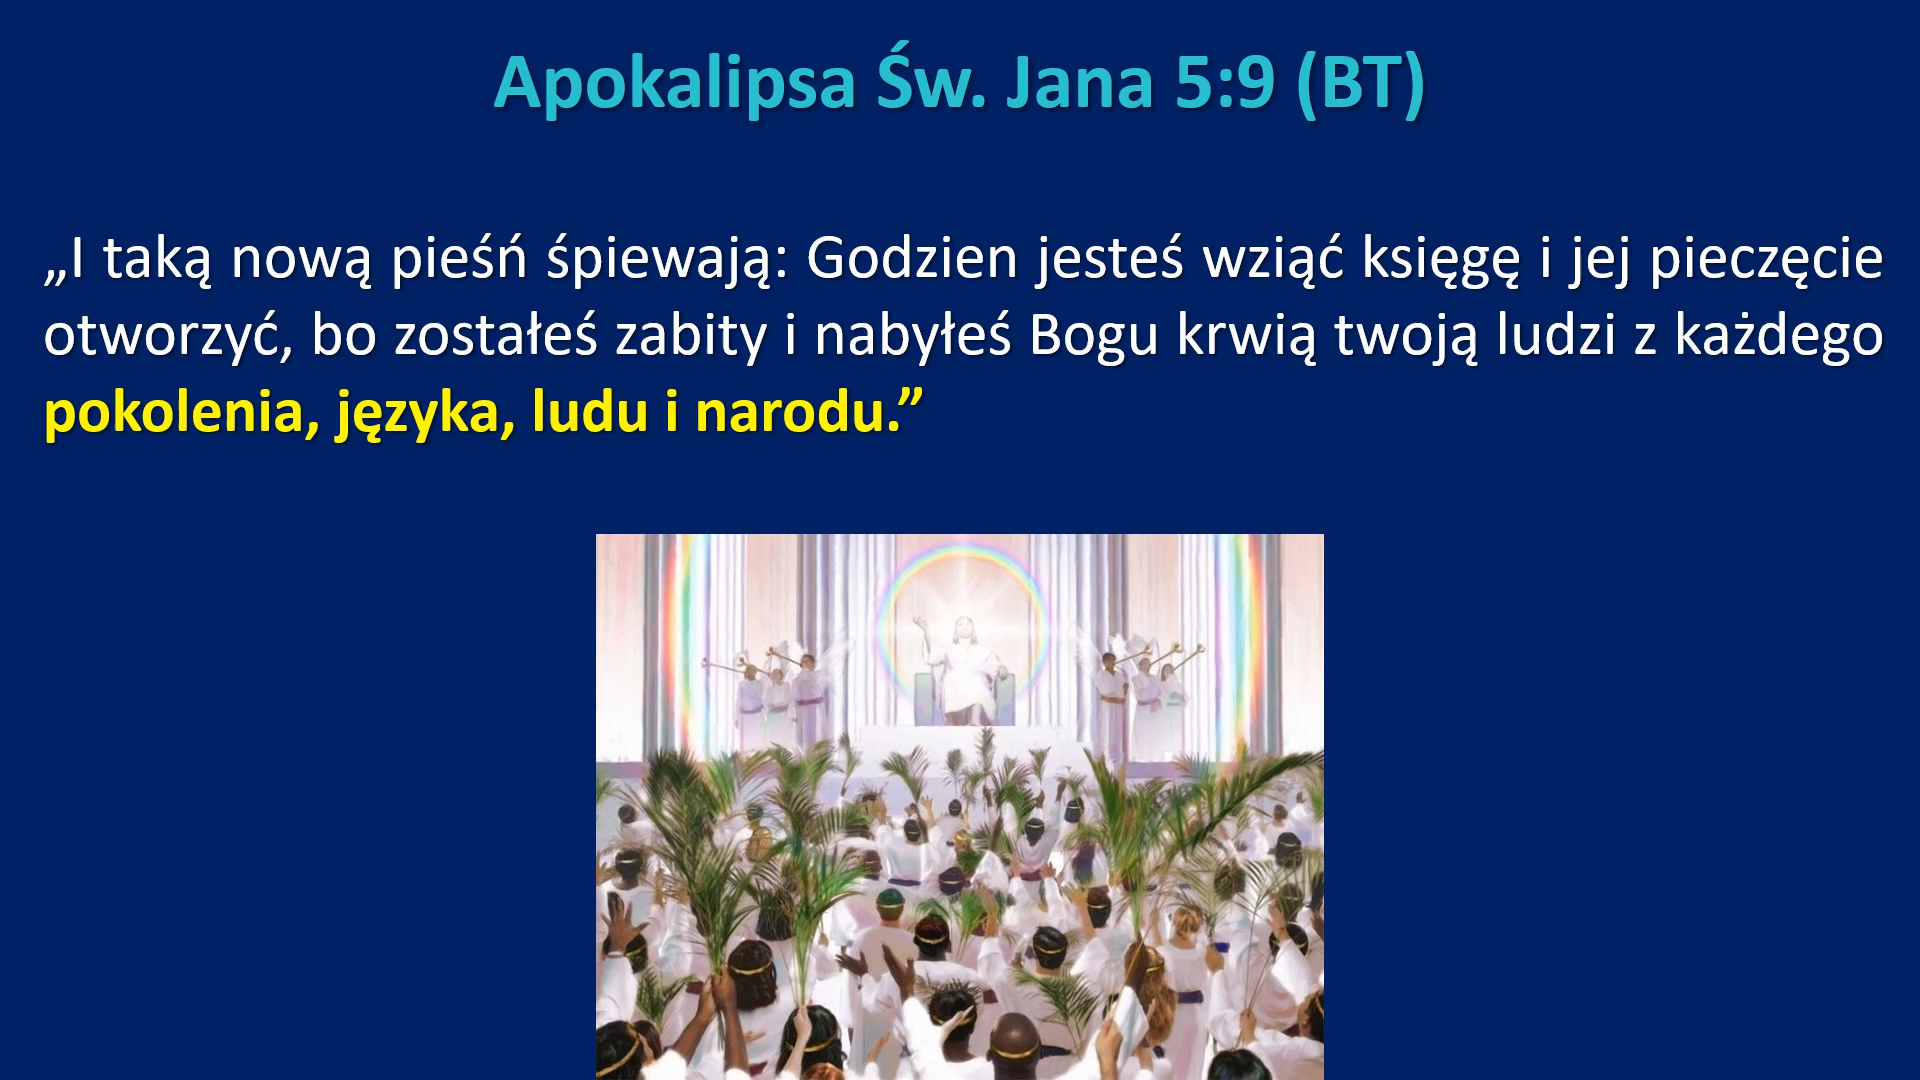 Apokalipsa Św. Jana 5:9 (BT)
„I taką nową pieśń śpiewają: Godzien jesteś wziąć księgę i jej pieczęcie
otworzyć, bo zostałeś zabity i nabyłeś Bogu krwią twoją ludzi z każdego
pokolenia, języka, ludu i narodu.”